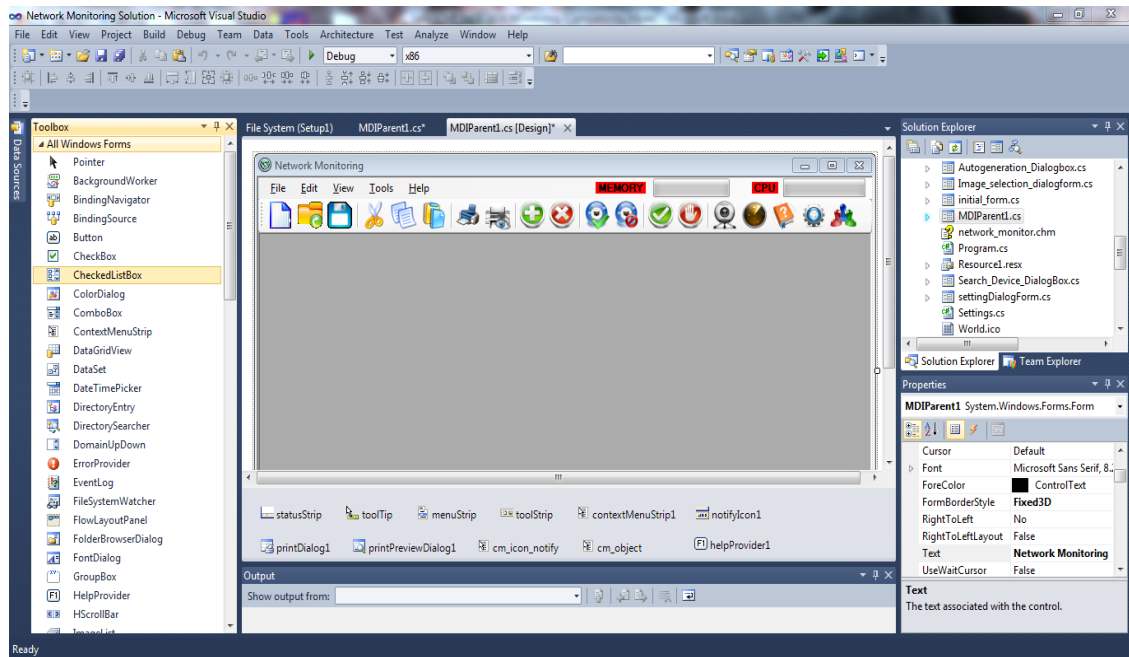 Network Monitoring Solution - Microsoft Visual Studio
File Edit View Project Build Debug Team Data Tools Architecture Test Analyze Window Help
Debug x86
Data Sources
Toolbox
All Windows Forms
Pointer
BackgroundWorker
BindingNavigator
BindingSource
Button
CheckBox
CheckedListBox
ColorDialog
ComboBox
ContextMenuStrip
DataGridView
DataSet
DateTimePicker
DirectoryEntry
DirectorySearcher
DomainUpDown
ErrorProvider
EventLog
FileSystemWatcher
FlowLayoutPanel
FolderBrowserDialog
FontDialog
GroupBox
HelpProvider
HScrollBar
ImageList
File System (Setup1) MDIParent1.cs* MDIParent1.cs [Design]*
Network Monitoring
File Edit View Tools Help MEMORY CPU
statusStrip toolTip menuStrip toolStrip contextMenuStrip1 notifyIcon1
printDialog1 printPreviewDialog1 cm_icon_notify cm_object helpProvider1
Output
Show output from:
Solution Explorer
Autogeneration_Dialogbox.cs
Image_selection_dialogform.cs
initial_form.cs
MDIParent1.cs
network_monitor.chm
Program.cs
Resource1.resx
Search_Device_DialogBox.cs
settingDialogForm.cs
Settings.cs
World.ico
Solution Explorer Team Explorer
Properties
MDIParent1 System.Windows.Forms.Form
Cursor Default
Font Microsoft Sans Serif, 8.2
ForeColor ControlText
FormBorderStyle Fixed3D
RightToLeft No
RightToLeftLayout False
Text Network Monitoring
UseWaitCursor False
Text
The text associated with the control.
Ready